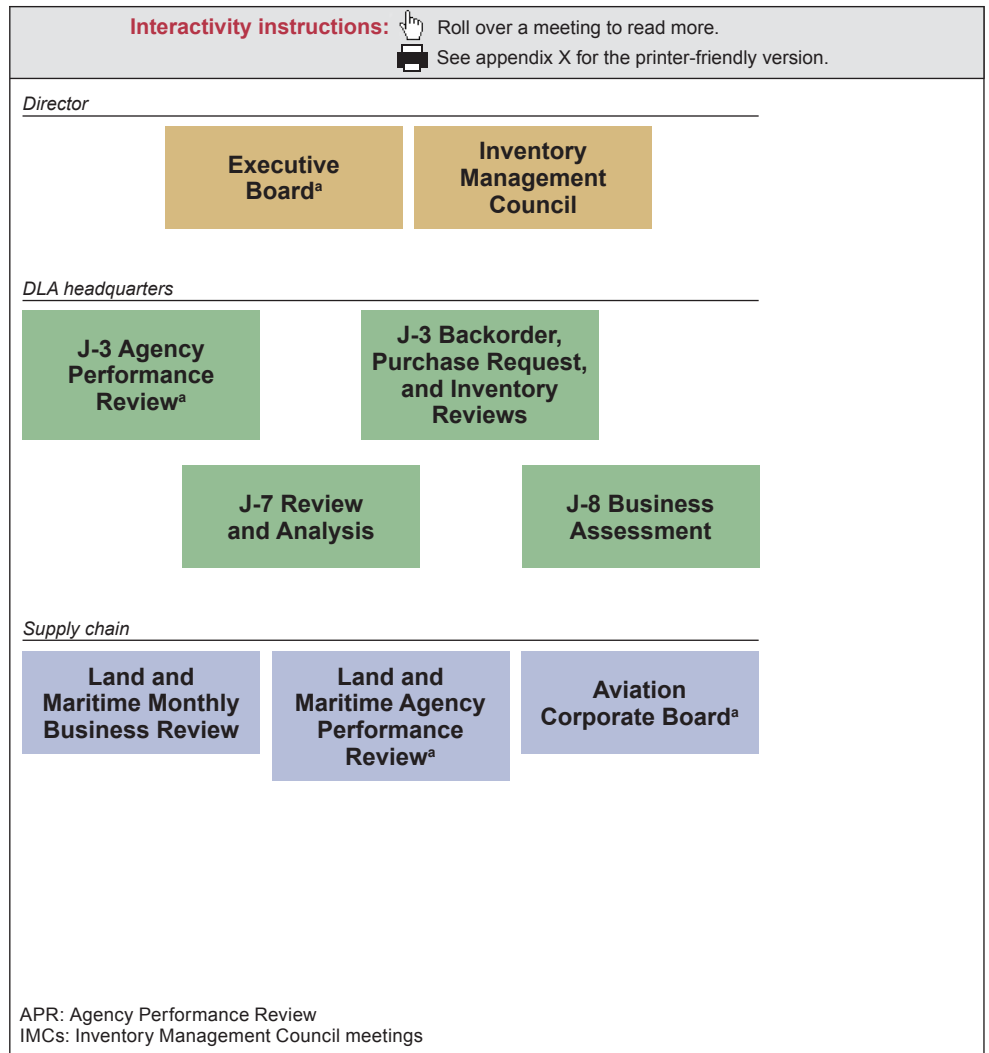 Interactivity instructions: Roll over a meeting to read more.
See appendix X for the printer-friendly version.
Director
Executive
Boardᵃ
Inventory
Management
Council
DLA headquarters
J-3 Agency
Performance
Reviewᵃ
J-3 Backorder,
Purchase Request,
and Inventory
Reviews
J-7 Review
and Analysis
J-8 Business
Assessment
Supply chain
Land and
Maritime Monthly
Business Review
Land and
Maritime Agency
Performance
Reviewᵃ
Aviation
Corporate Boardᵃ
APR: Agency Performance Review
IMCs: Inventory Management Council meetings